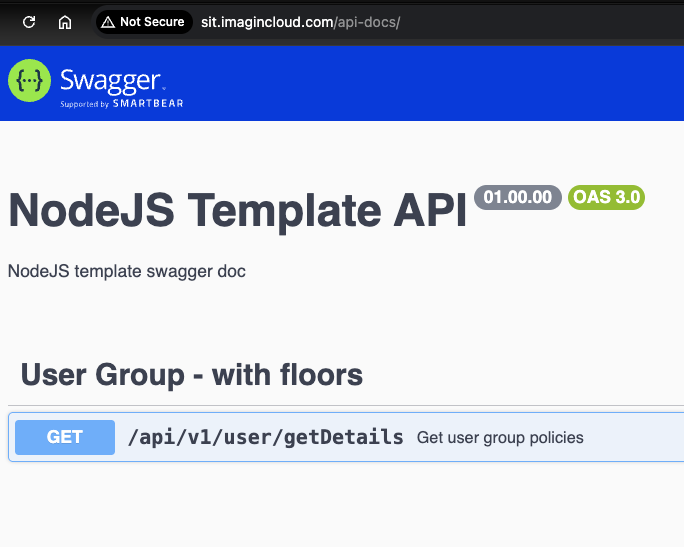 Not Secure sit.imagincloud.com/api-docs/
{···} Swagger.
Supported by SMARTBEAR
NodeJS Template API 01.00.00 OAS 3.0
NodeJS template swagger doc
User Group - with floors
GET /api/v1/user/getDetails Get user group policies